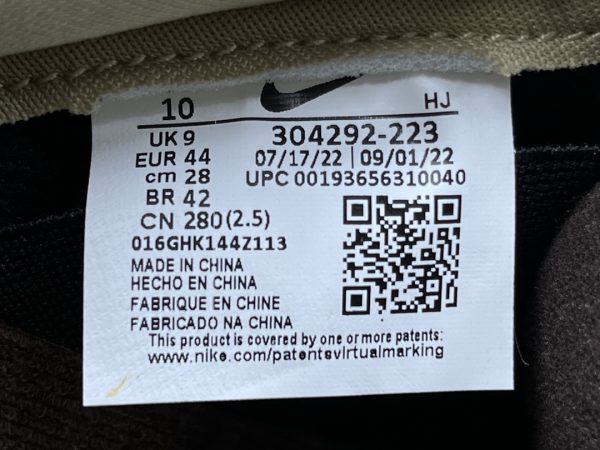 10 HJ
UK 9 304292-223
EUR 44 07/17/22 | 09/01/22
cm 28 UPC 00193656310040
BR 42
CN 280(2.5)
016GHK144Z113
MADE IN CHINA
HECHO EN CHINA
FABRIQUE EN CHINE
FABRICADO NA CHINA
This product is covered by one or more patents:
www.nike.com/patentsvirtualmarking